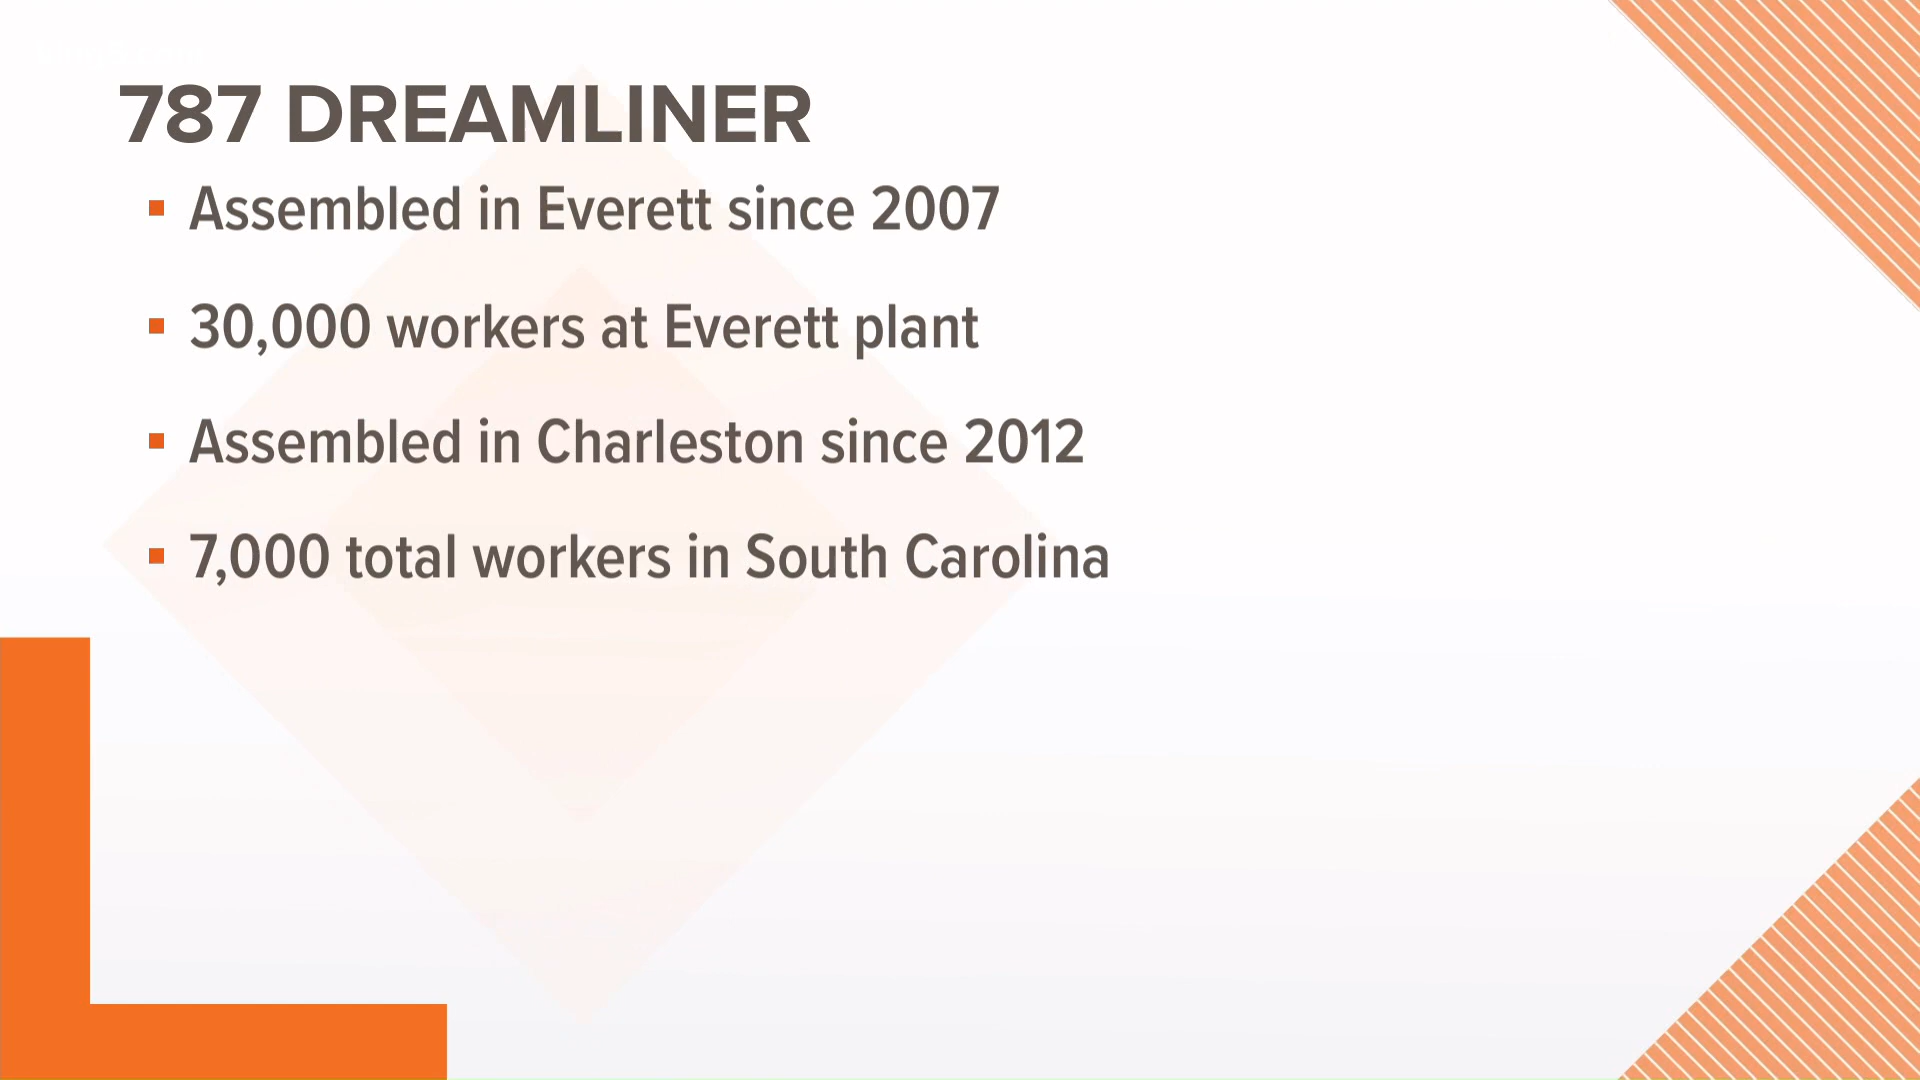 787 DREAMLINER
Assembled in Everett since 2007
30,000 workers at Everett plant
Assembled in Charleston since 2012
7,000 total workers in South Carolina